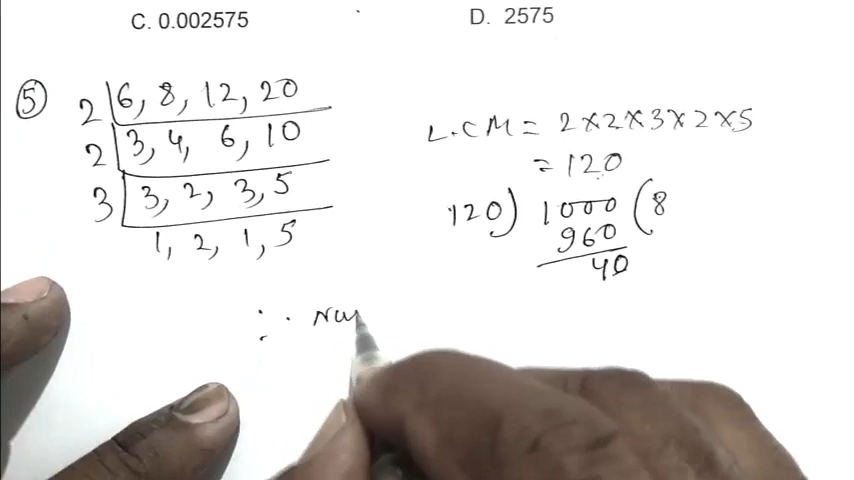 C. 0.002575 D. 2575
5 2 6, 8, 12, 20
2 3, 4, 6, 10
3 3, 2, 3, 5
1, 2, 1, 5
L.CM = 2×2×3×2×5
= 120
120) 1000 (8
960
40
∴